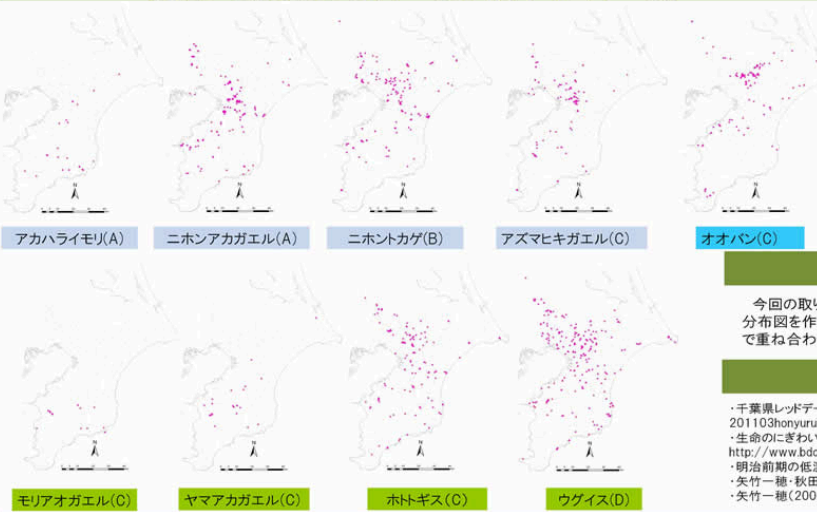 アカハライモリ(A)
ニホンアカガエル(A)
ニホントカゲ(B)
アズマヒキガエル(C)
オオバン(C)
モリアオガエル(C)
ヤマアカガエル(C)
ホトトギス(C)
ウグイス(D)
今回の取り
分布図を作
で重ね合わ
・千葉県レッドデー
201103honyuru
・生命のにぎわい
http://www.bdc
・明治前期の低湿
・矢竹一穂・秋田
・矢竹一穂(200